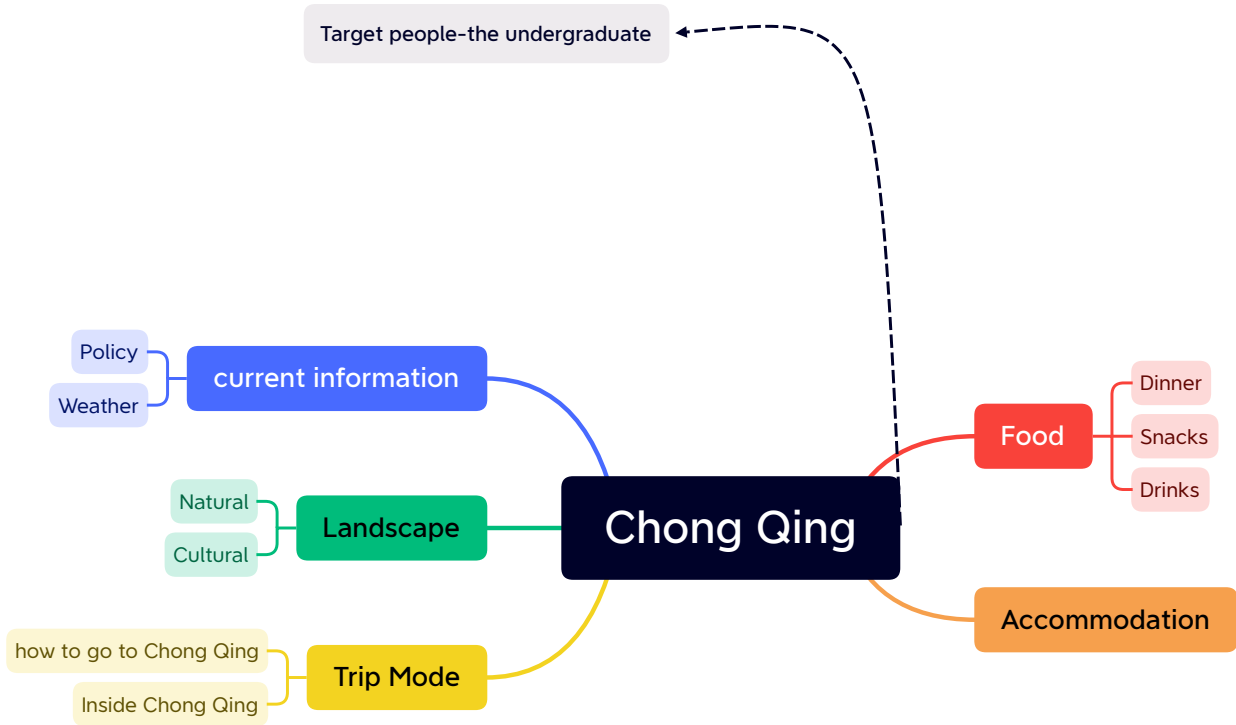 Target people-the undergraduate
Policy
Weather
current information
Natural
Cultural
Landscape
how to go to Chong Qing
Inside Chong Qing
Trip Mode
Chong Qing
Food
Dinner
Snacks
Drinks
Accommodation